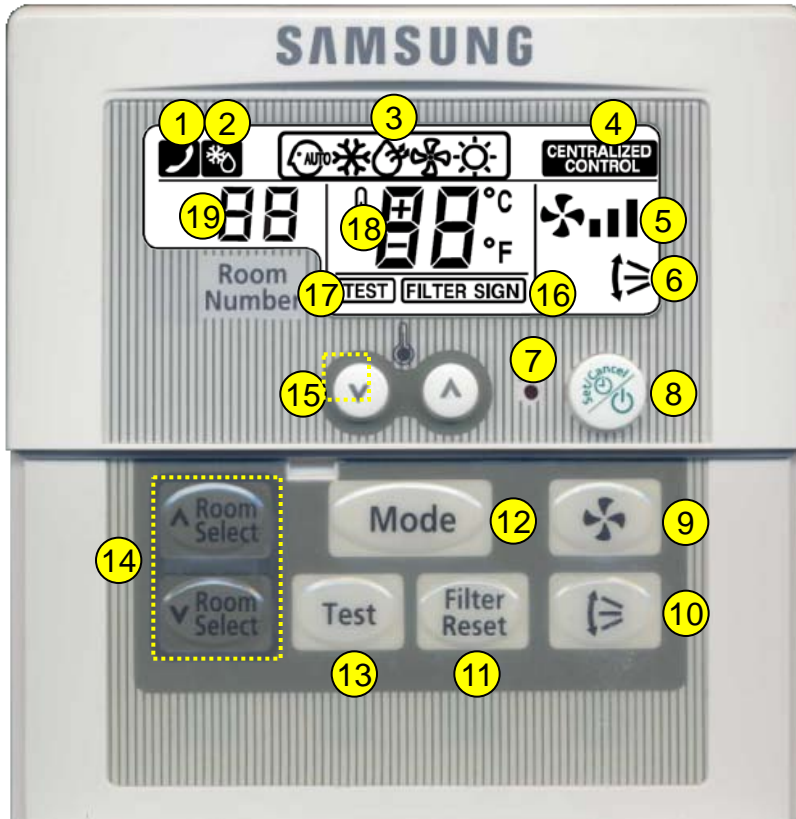 SAMSUNG
1 2 3 4
AUTO
CENTRALIZED
CONTROL
19 88 18 +
-
88 °C
°F
5
6
Room
Number
17 TEST FILTER SIGN 16
7
Set/Cancel
15 8
14
Room
Select
Mode 12 9
Room
Select
Test
Filter
Reset
10
13 11